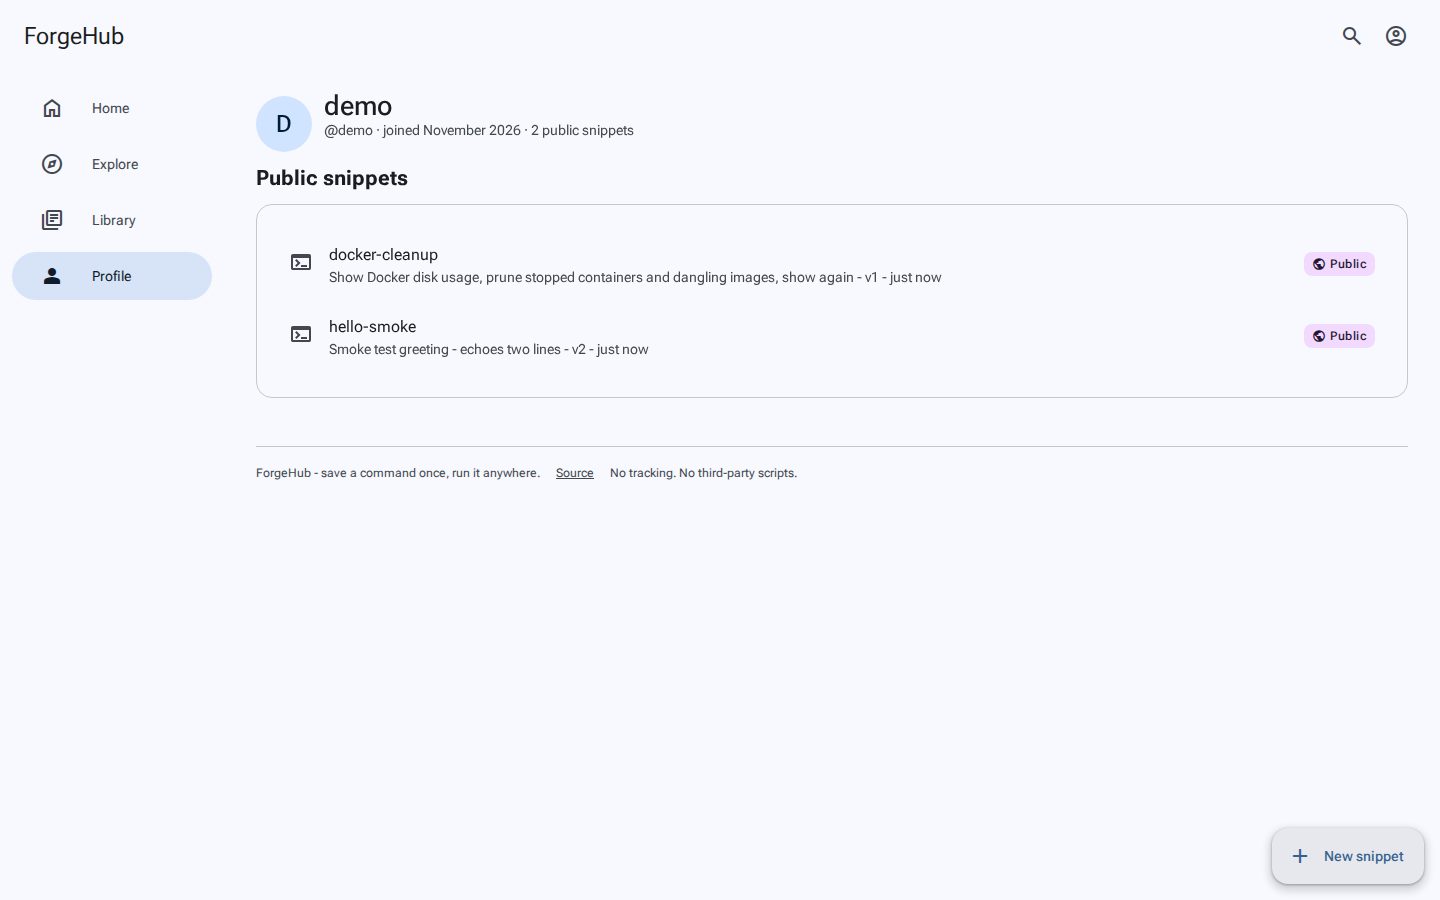 ForgeHub
Home
Explore
Library
Profile
D
demo
@demo · joined November 2026 · 2 public snippets
Public snippets
docker-cleanup
Show Docker disk usage, prune stopped containers and dangling images, show again - v1 - just now
Public
hello-smoke
Smoke test greeting - echoes two lines - v2 - just now
Public
ForgeHub - save a command once, run it anywhere. Source No tracking. No third-party scripts.
New snippet